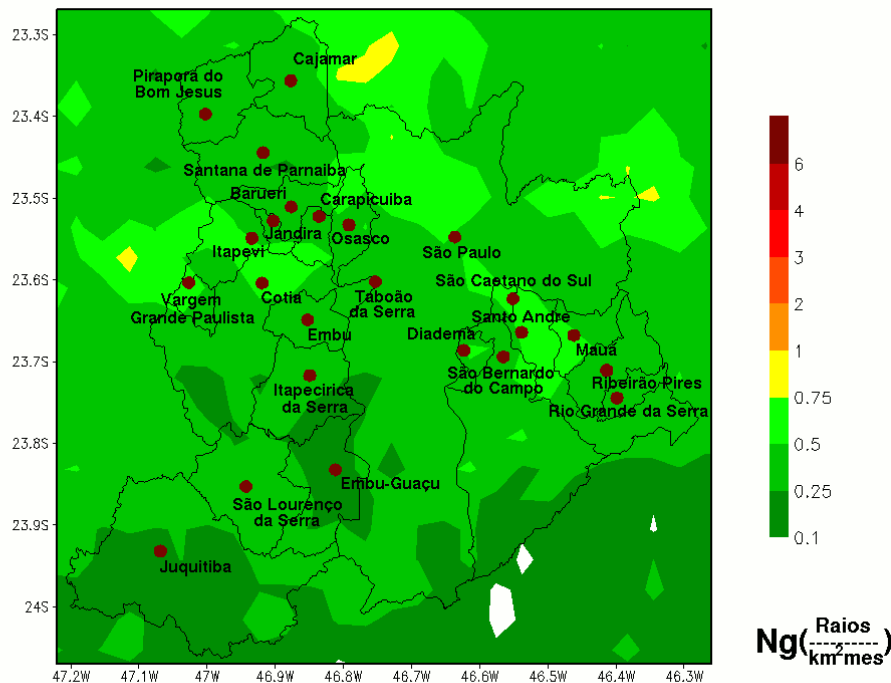 23.3S
23.4S
23.5S
23.6S
23.7S
23.8S
23.9S
24S
47.2W
47.1W
47W
46.9W
46.8W
46.7W
46.6W
46.5W
46.4W
46.3W
Cajamar
Pirapora do
Bom Jesus
Santana de Parnaiba
Barueri
Carapicuiba
Jandira
Osasco
Itapevi
São Paulo
Vargem
Grande Paulista
Cotia
Taboão
da Serra
São Caetano do Sul
Santo Andre
Embu
Diadema
Mauá
São Bernardo
do Campo
Ribeirão Pires
Itapecirica
da Serra
Rio Grande da Serra
Embu-Guaçu
São Lourenço
da Serra
Juquitiba
6
4
3
2
1
0.75
0.5
0.25
0.1
Ng(Raios
km²mes)